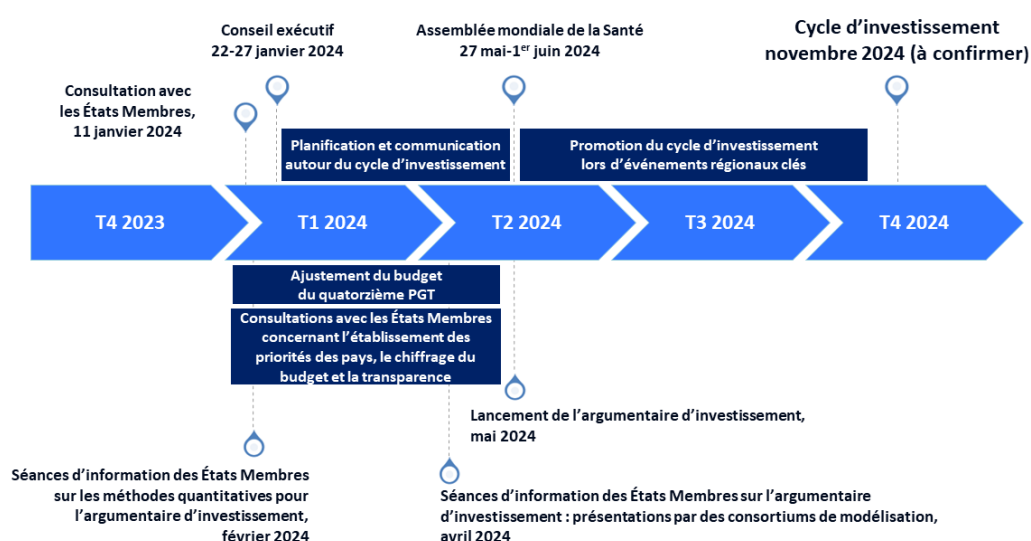 Conseil exécutif
22-27 janvier 2024
Assemblée mondiale de la Santé
27 mai-1er juin 2024
Cycle d’investissement
novembre 2024 (à confirmer)
Consultation avec
les États Membres,
11 janvier 2024
Planification et communication
autour du cycle d’investissement
Promotion du cycle d’investissement
lors d’événements régionaux clés
T4 2023
T1 2024
T2 2024
T3 2024
T4 2024
Ajustement du budget
du quatorzième PGT
Consultations avec les États Membres
concernant l’établissement des
priorités des pays, le chiffrage du
budget et la transparence
Lancement de l’argumentaire d’investissement,
mai 2024
Séances d’information des États Membres
sur les méthodes quantitatives pour
l’argumentaire d’investissement,
février 2024
Séances d’information des États Membres sur l’argumentaire
d’investissement : présentations par des consortiums de modélisation,
avril 2024